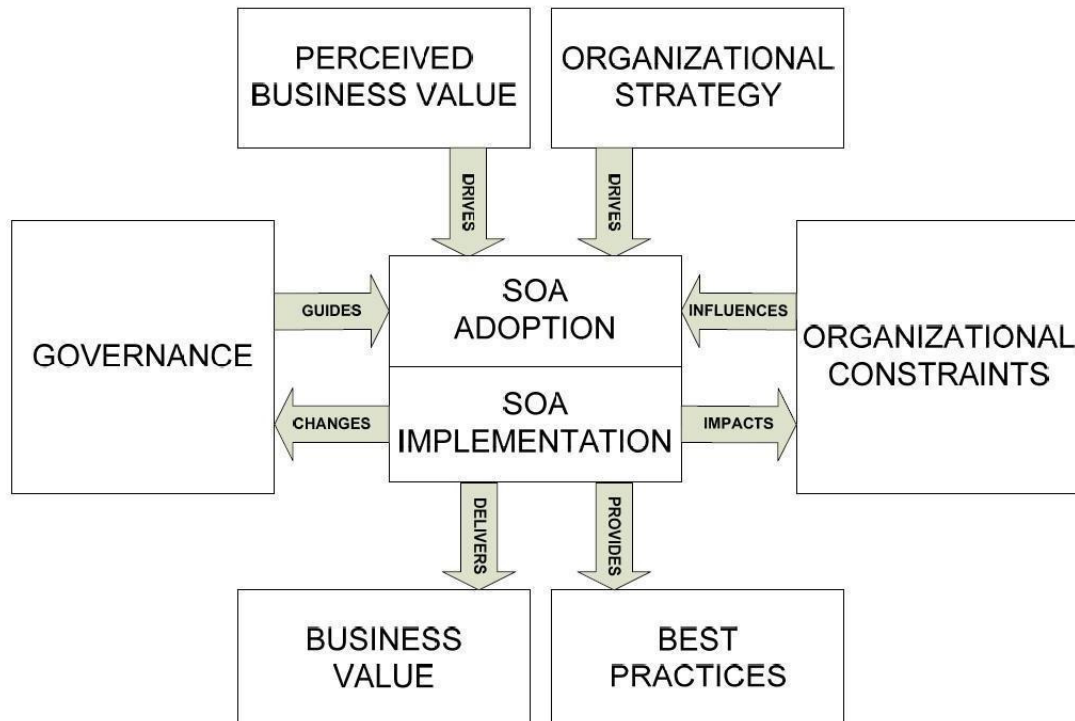 PERCEIVED
BUSINESS VALUE
ORGANIZATIONAL
STRATEGY
DRIVES
DRIVES
GOVERNANCE
GUIDES
SOA
ADOPTION
INFLUENCES
ORGANIZATIONAL
CONSTRAINTS
CHANGES
SOA
IMPLEMENTATION
IMPACTS
DELIVERS
PROVIDES
BUSINESS
VALUE
BEST
PRACTICES